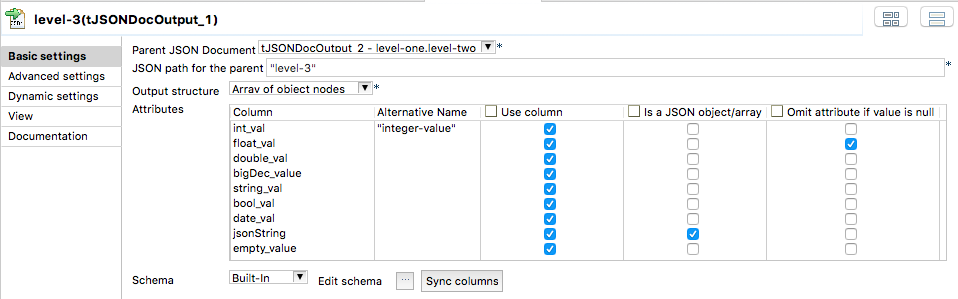 level-3(tJSONDocOutput_1)
Basic settings
Advanced settings
Dynamic settings
View
Documentation
Parent JSON Document tJSONDocOutput_2 - level-one.level-two *
JSON path for the parent "level-3" *
Output structure Array of object nodes *
Attributes
Column Alternative Name Use column Is a JSON object/array Omit attribute if value is null
int_val "integer-value"
float_val
double_val
bigDec_value
string_val
bool_val
date_val
jsonString
empty_value
Schema Built-In Edit schema ... Sync columns